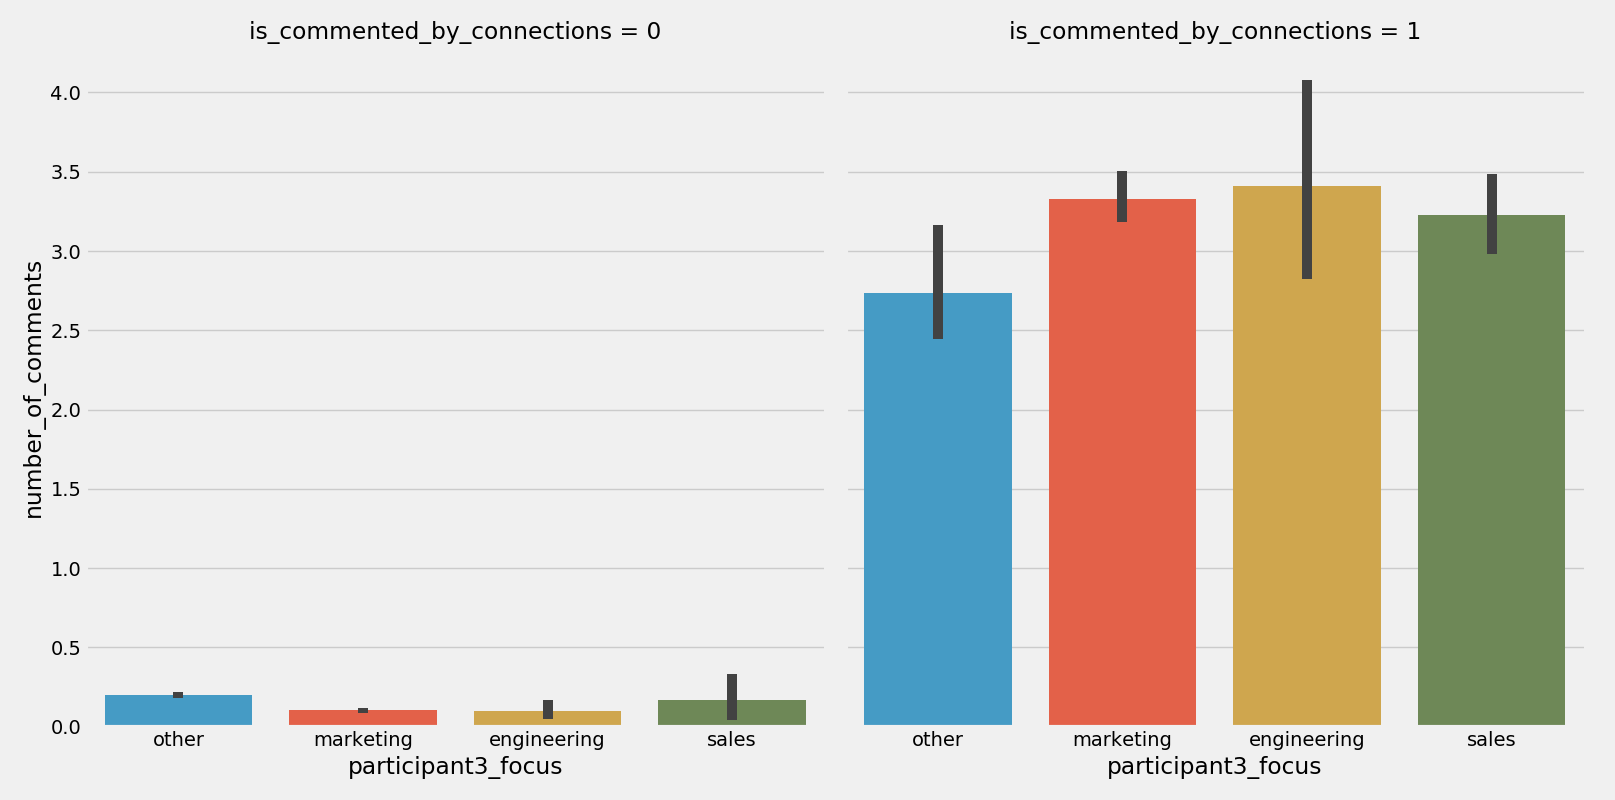 is_commented_by_connections = 0
is_commented_by_connections = 1
number_of_comments
4.0
3.5
3.0
2.5
2.0
1.5
1.0
0.5
0.0
other marketing engineering sales
participant3_focus
other marketing engineering sales
participant3_focus